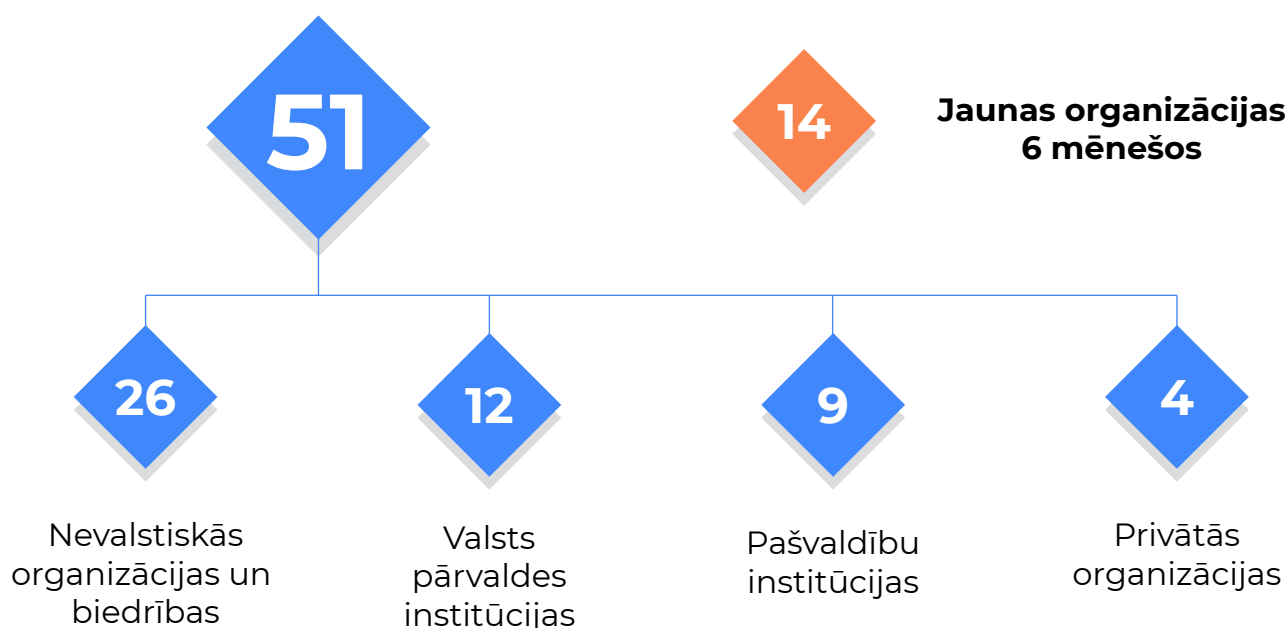 51
14
Jaunas organizācijas
6 mēnešos
26
12
9
4
Nevalstiskās
organizācijas un
biedrības
Valsts
pārvaldes
institūcijas
Pašvaldību
institūcijas
Privātās
organizācijas